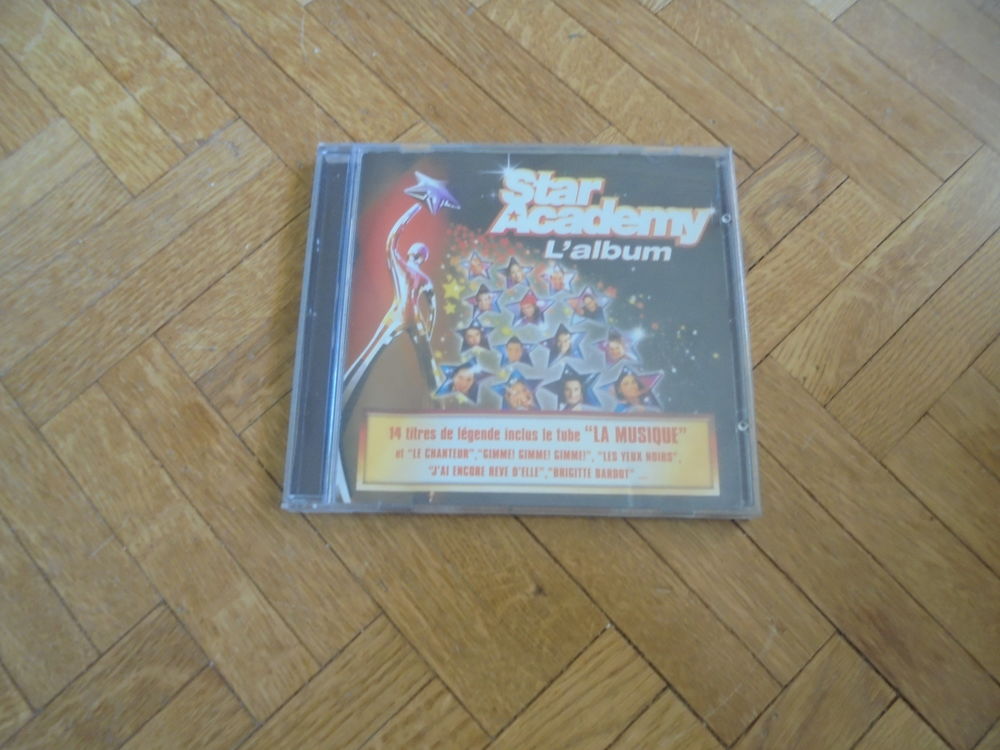 Star
Academy
L'album
14 titres de légende inclus le tube "LA MUSIQUE"
et "LE CHANTEUR", "GIMME! GIMME! GIMME!", "LES YEUX NOIRS",
"J'AI ENCORE REVE D'ELLE", "BRIGITTE BARDOT" ...